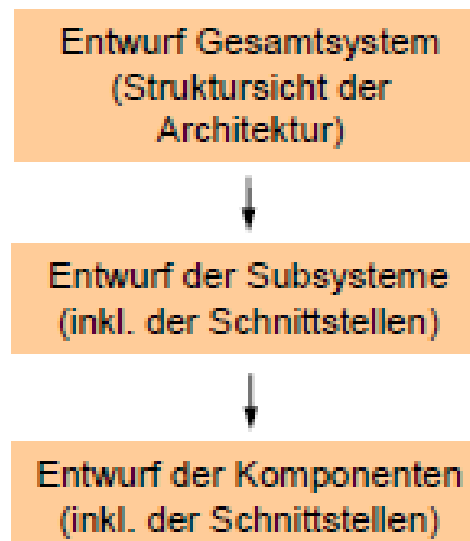 Entwurf Gesamtsystem
(Struktursicht der
Architektur)
Entwurf der Subsysteme
(inkl. der Schnittstellen)
Entwurf der Komponenten
(inkl. der Schnittstellen)